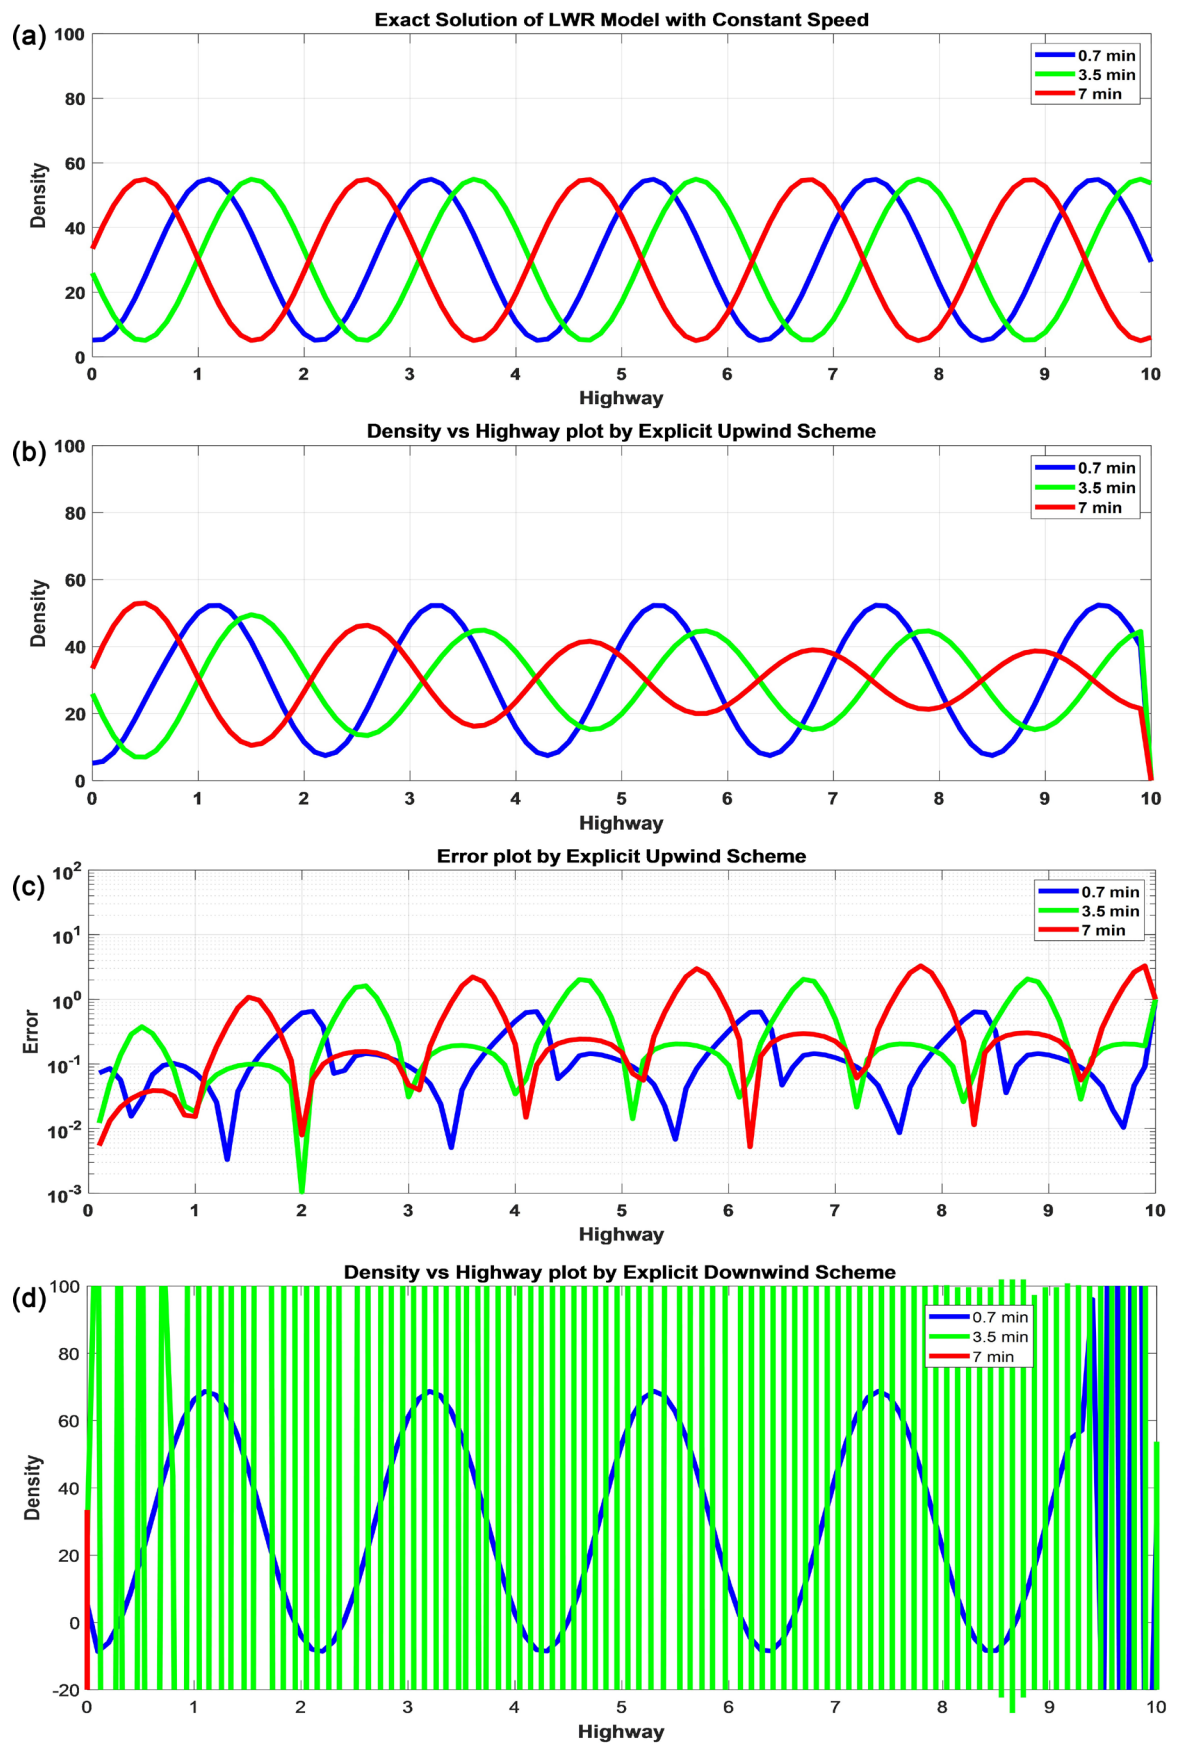 Exact Solution of LWR Model with Constant Speed
(a)
100
80
60
40
20
0
Density
0.7 min
3.5 min
7 min
0 1 2 3 4 5 6 7 8 9 10
Highway
Density vs Highway plot by Explicit Upwind Scheme
(b)
100
80
60
40
20
0
Density
0.7 min
3.5 min
7 min
0 1 2 3 4 5 6 7 8 9 10
Highway
Error plot by Explicit Upwind Scheme
(c)
10^2
10^1
10^0
10^-1
10^-2
10^-3
Error
0.7 min
3.5 min
7 min
0 1 2 3 4 5 6 7 8 9 10
Highway
Density vs Highway plot by Explicit Downwind Scheme
(d)
100
80
60
40
20
0
-20
Density
0.7 min
3.5 min
7 min
0 1 2 3 4 5 6 7 8 9 10
Highway